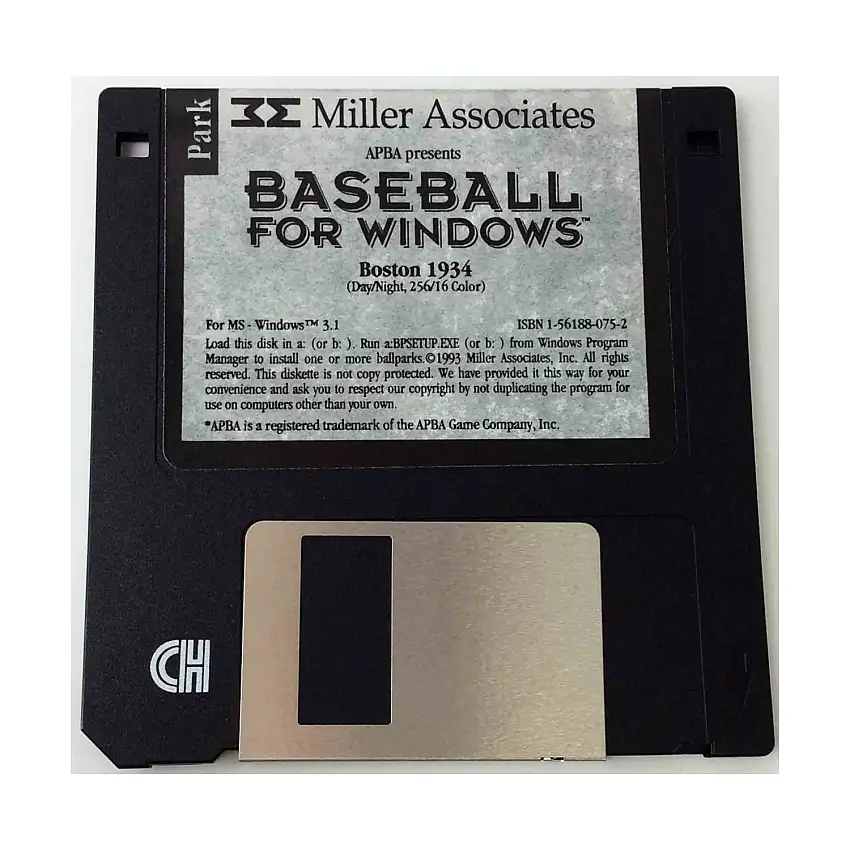 Park
Miller Associates
APBA presents
BASEBALL
FOR WINDOWS™
Boston 1934
(Day/Night, 256/16 Color)
For MS - Windows™ 3.1 ISBN 1-56188-075-2
Load this disk in a: (or b: ). Run a:BPSETUP.EXE (or b: ) from Windows Program
Manager to install one or more ballparks.©1993 Miller Associates, Inc. All rights
reserved. This diskette is not copy protected. We have provided it this way for your
convenience and ask you to respect our copyright by not duplicating the program for
use on computers other than your own.
*APBA is a registered trademark of the APBA Game Company, Inc.
CH